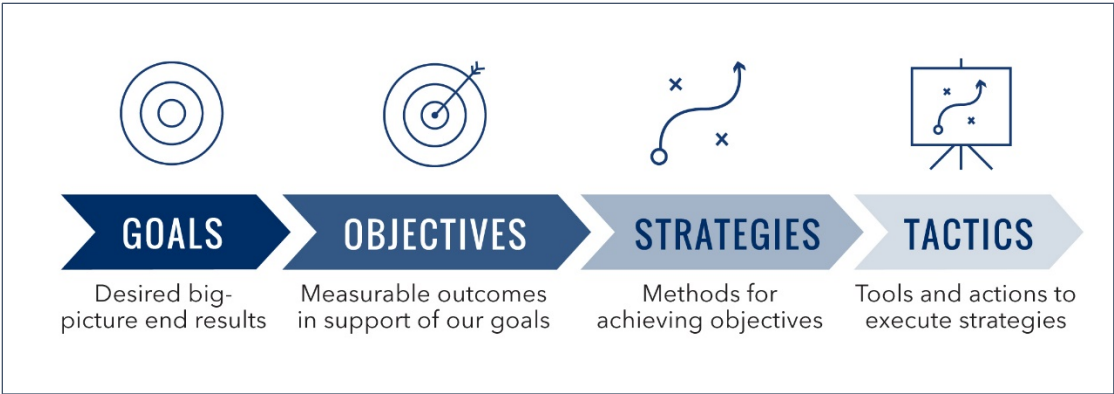 GOALS
OBJECTIVES
STRATEGIES
TACTICS
Desired big-
picture end results
Measurable outcomes
in support of our goals
Methods for
achieving objectives
Tools and actions to
execute strategies